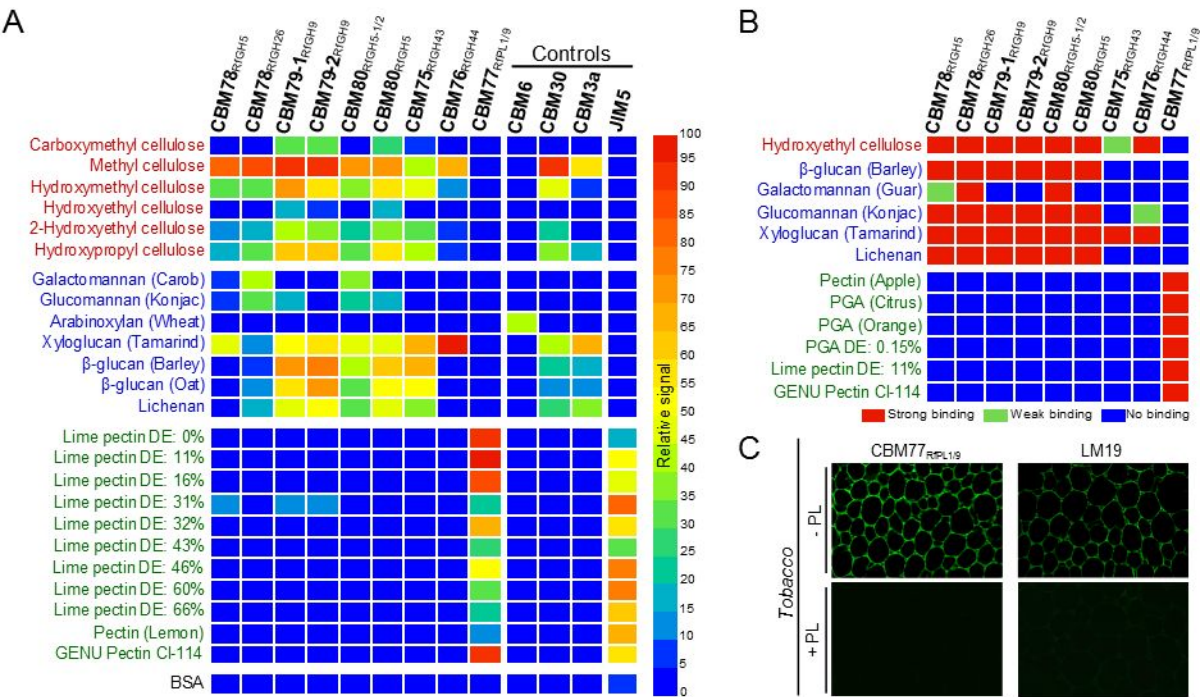 A
CBM78RfGH5
CBM78RfGH26
CBM79-1RfGH9
CBM79-2RfGH9
CBM80RfGH5-1/2
CBM80RfGH5
CBM75RfGH43
CBM76RfGH44
CBM77RfPL1/9
Controls
CBM6
CBM30
CBM3a
JIM5
Carboxymethyl cellulose
Methyl cellulose
Hydroxymethyl cellulose
Hydroxyethyl cellulose
2-Hydroxyethyl cellulose
Hydroxypropyl cellulose
Galactomannan (Carob)
Glucomannan (Konjac)
Arabinoxylan (Wheat)
Xyloglucan (Tamarind)
β-glucan (Barley)
β-glucan (Oat)
Lichenan
Lime pectin DE: 0%
Lime pectin DE: 11%
Lime pectin DE: 16%
Lime pectin DE: 31%
Lime pectin DE: 32%
Lime pectin DE: 43%
Lime pectin DE: 46%
Lime pectin DE: 60%
Lime pectin DE: 66%
Pectin (Lemon)
GENU Pectin CI-114
BSA
100
95
90
85
80
75
70
65
60
55
50
45
40
35
30
25
20
15
10
5
0
Relative signal
B
CBM78RfGH5
CBM78RfGH26
CBM79-1RfGH9
CBM79-2RfGH9
CBM80RfGH5-1/2
CBM80RfGH5
CBM75RfGH43
CBM76RfGH44
CBM77RfPL1/9
Hydroxyethyl cellulose
β-glucan (Barley)
Galactomannan (Guar)
Glucomannan (Konjac)
Xyloglucan (Tamarind)
Lichenan
Pectin (Apple)
PGA (Citrus)
PGA (Orange)
PGA DE: 0.15%
Lime pectin DE: 11%
GENU Pectin CI-114
Strong binding
Weak binding
No binding
C
CBM77RfPL1/9
LM19
Tobacco
- PL
+ PL